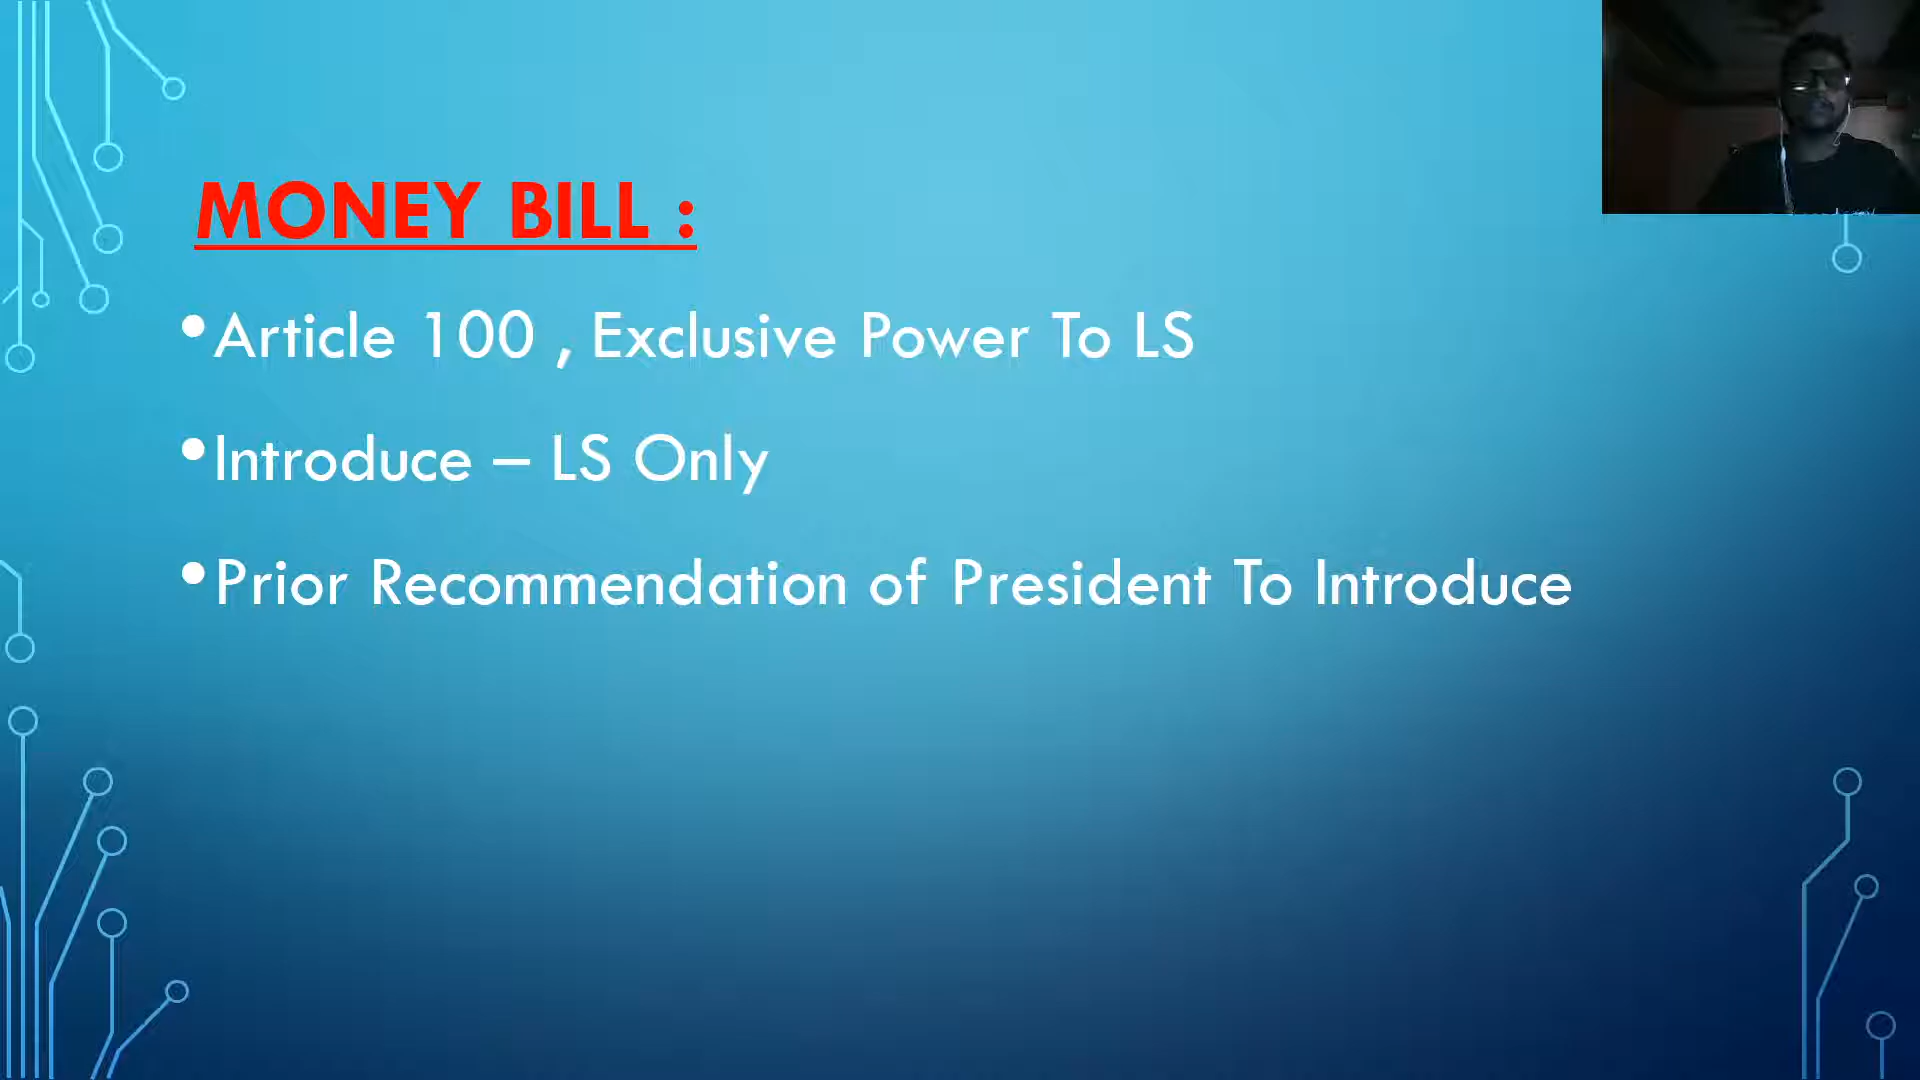 MONEY BILL :
•Article 100 , Exclusive Power To LS
•Introduce – LS Only
•Prior Recommendation of President To Introduce